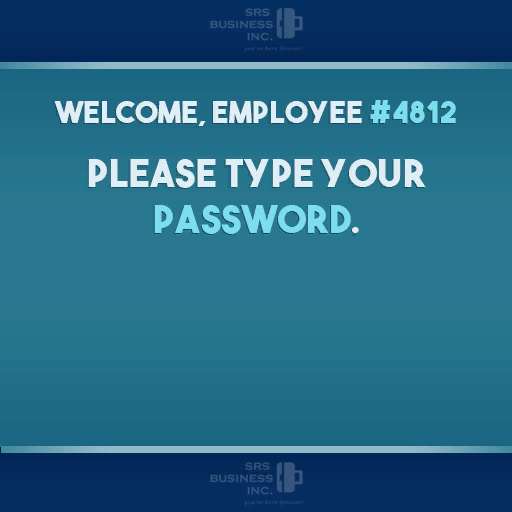 SRS
BUSINESS
INC.
you're here forever!
WELCOME, EMPLOYEE #4812
PLEASE TYPE YOUR
PASSWORD.
SRS
BUSINESS
INC.
you're here forever!